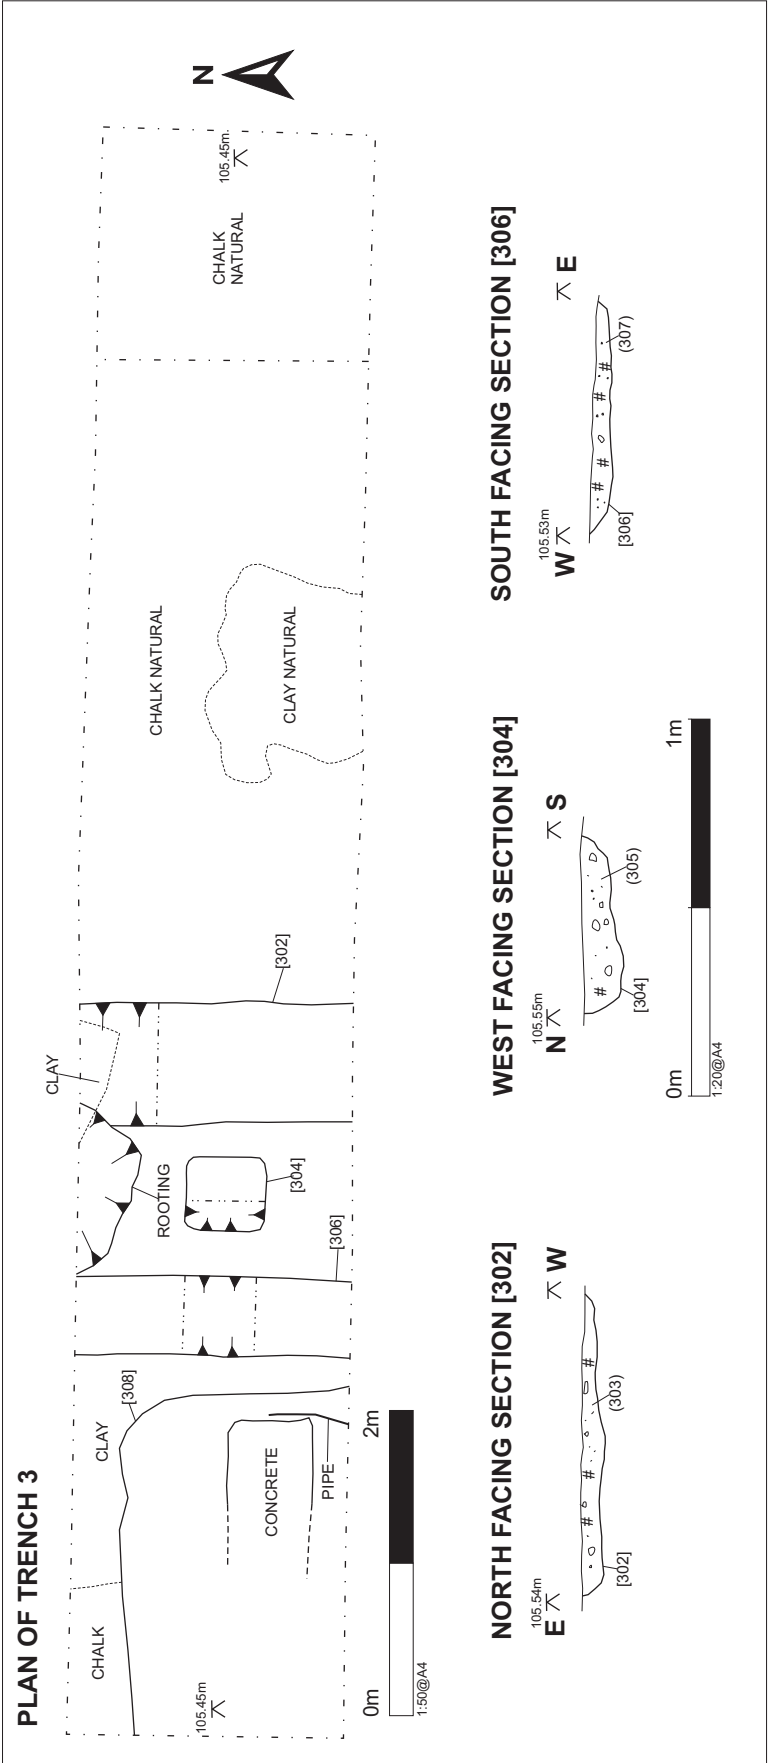 PLAN OF TRENCH 3
N
CHALK
CLAY
[308]
105.45m
CONCRETE
PIPE
[306]
ROOTING
[304]
CLAY
[302]
CHALK NATURAL
CLAY NATURAL
CHALK
NATURAL
105.45m
0m
2m
1:50@A4
NORTH FACING SECTION [302]
105.54m
E
W
[302]
(303)
WEST FACING SECTION [304]
105.55m
N
S
[304]
(305)
0m
1m
1:20@A4
SOUTH FACING SECTION [306]
105.53m
W
E
[306]
(307)